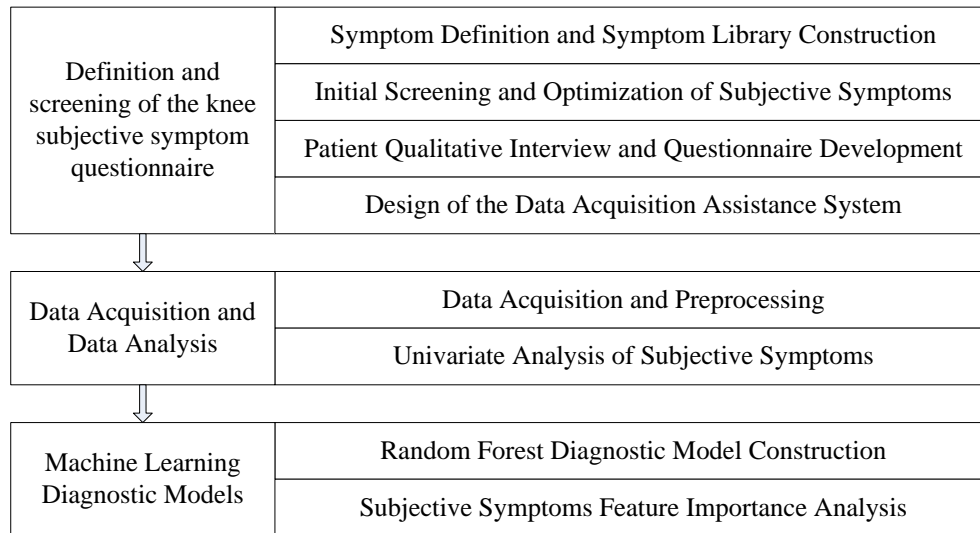 Definition and
screening of the knee
subjective symptom
questionnaire
Symptom Definition and Symptom Library Construction
Initial Screening and Optimization of Subjective Symptoms
Patient Qualitative Interview and Questionnaire Development
Design of the Data Acquisition Assistance System
Data Acquisition and
Data Analysis
Data Acquisition and Preprocessing
Univariate Analysis of Subjective Symptoms
Machine Learning
Diagnostic Models
Random Forest Diagnostic Model Construction
Subjective Symptoms Feature Importance Analysis